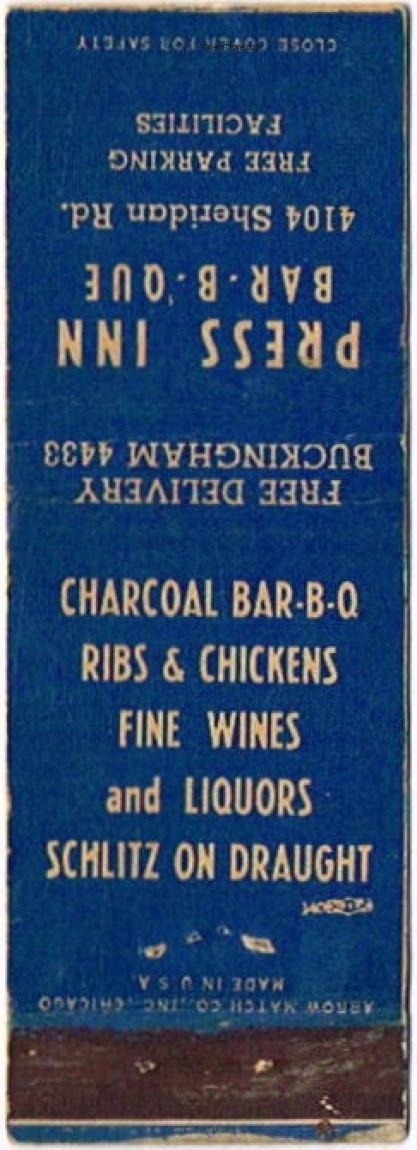 FREE DELIVERY
BUCKINGHAM 4433
PRESS INN
BAR-B-QUE
4104 Sheridan Rd.
FREE PARKING
FACILITIES
CLOSE COVER FOR SAFETY
CHARCOAL BAR-B-Q
RIBS & CHICKENS
FINE WINES
and LIQUORS
SCHLITZ ON DRAUGHT
ARROW MATCH CO., INC., CHICAGO
MADE IN U.S.A.